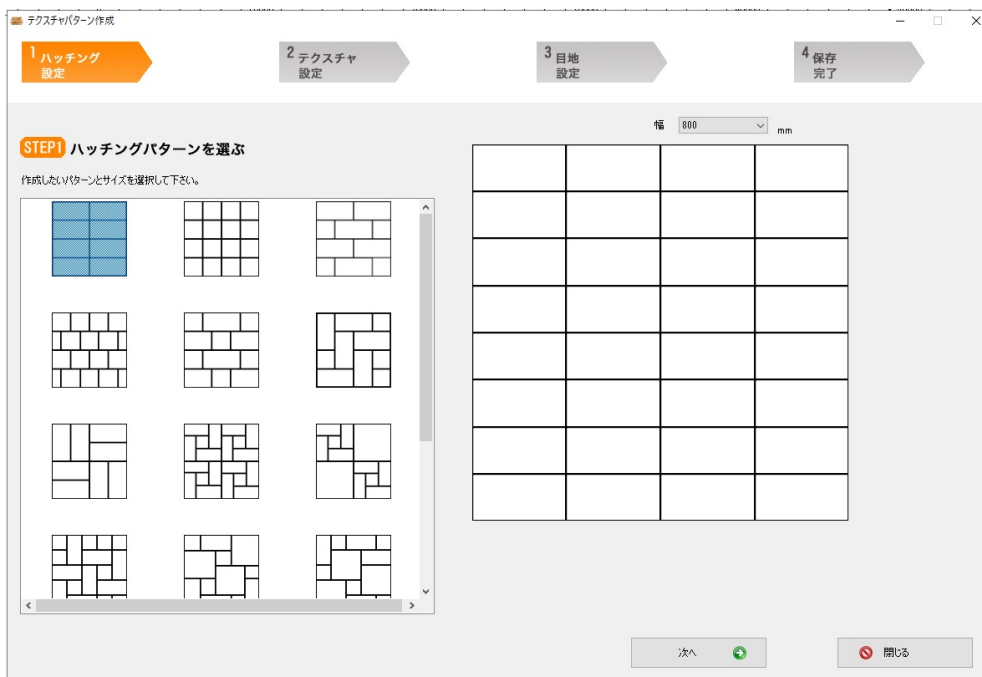 テクスチャパターン作成
1 ハッチング
設定
2 テクスチャ
設定
3 目地
設定
4 保存
完了
幅 800 mm
STEP1 ハッチングパターンを選ぶ
作成したいパターンとサイズを選択して下さい。
次へ
閉じる